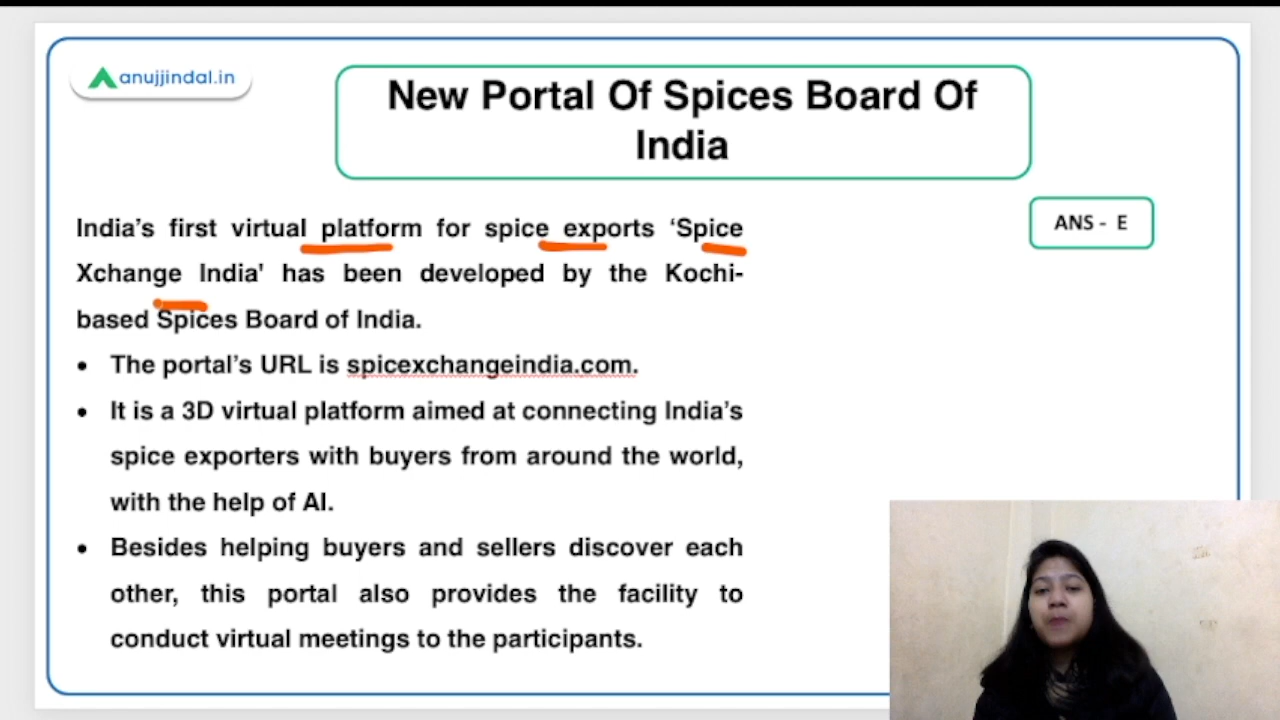 anujjindal.in
New Portal Of Spices Board Of
India
India’s first virtual platform for spice exports ‘Spice
Xchange India' has been developed by the Kochi-
based Spices Board of India.
• The portal’s URL is spicexchangeindia.com.
• It is a 3D virtual platform aimed at connecting India’s
spice exporters with buyers from around the world,
with the help of AI.
• Besides helping buyers and sellers discover each
other, this portal also provides the facility to
conduct virtual meetings to the participants.
ANS - E